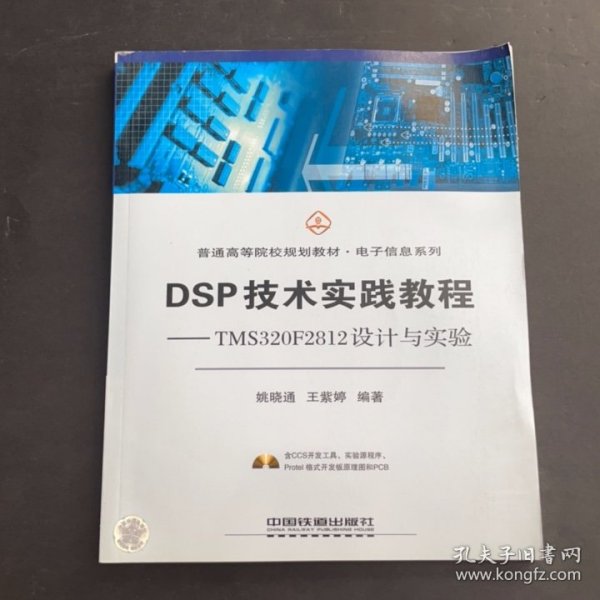 普通高等院校规划教材·电子信息系列
DSP技术实践教程
——TMS320F2812设计与实验
姚晓通 王紫婷 编著
含CCS开发工具、实验源程序、
Protel 格式开发板原理图和PCB
中国铁道出版社
CHINA RAILWAY PUBLISHING HOUSE
孔夫子旧书网
www.kongfz.com